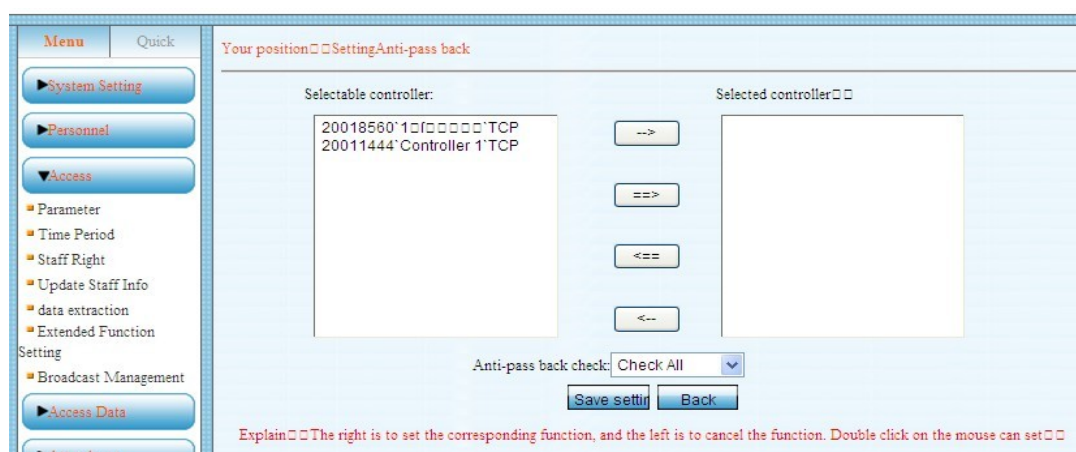 Menu
Quick
Your position□□SettingAnti-pass back
▶System Setting
▶Personnel
▼Access
Parameter
Time Period
Staff Right
Update Staff Info
data extraction
Extended Function
Setting
Broadcast Management
▶Access Data
Selectable controller:
20018560`1□ſ□□□□□`TCP
20011444`Controller 1`TCP
-->
==>
<==
<--
Selected controller□□
Anti-pass back check: Check All
Save settin
Back
Explain□□The right is to set the corresponding function, and the left is to cancel the function. Double click on the mouse can set□□